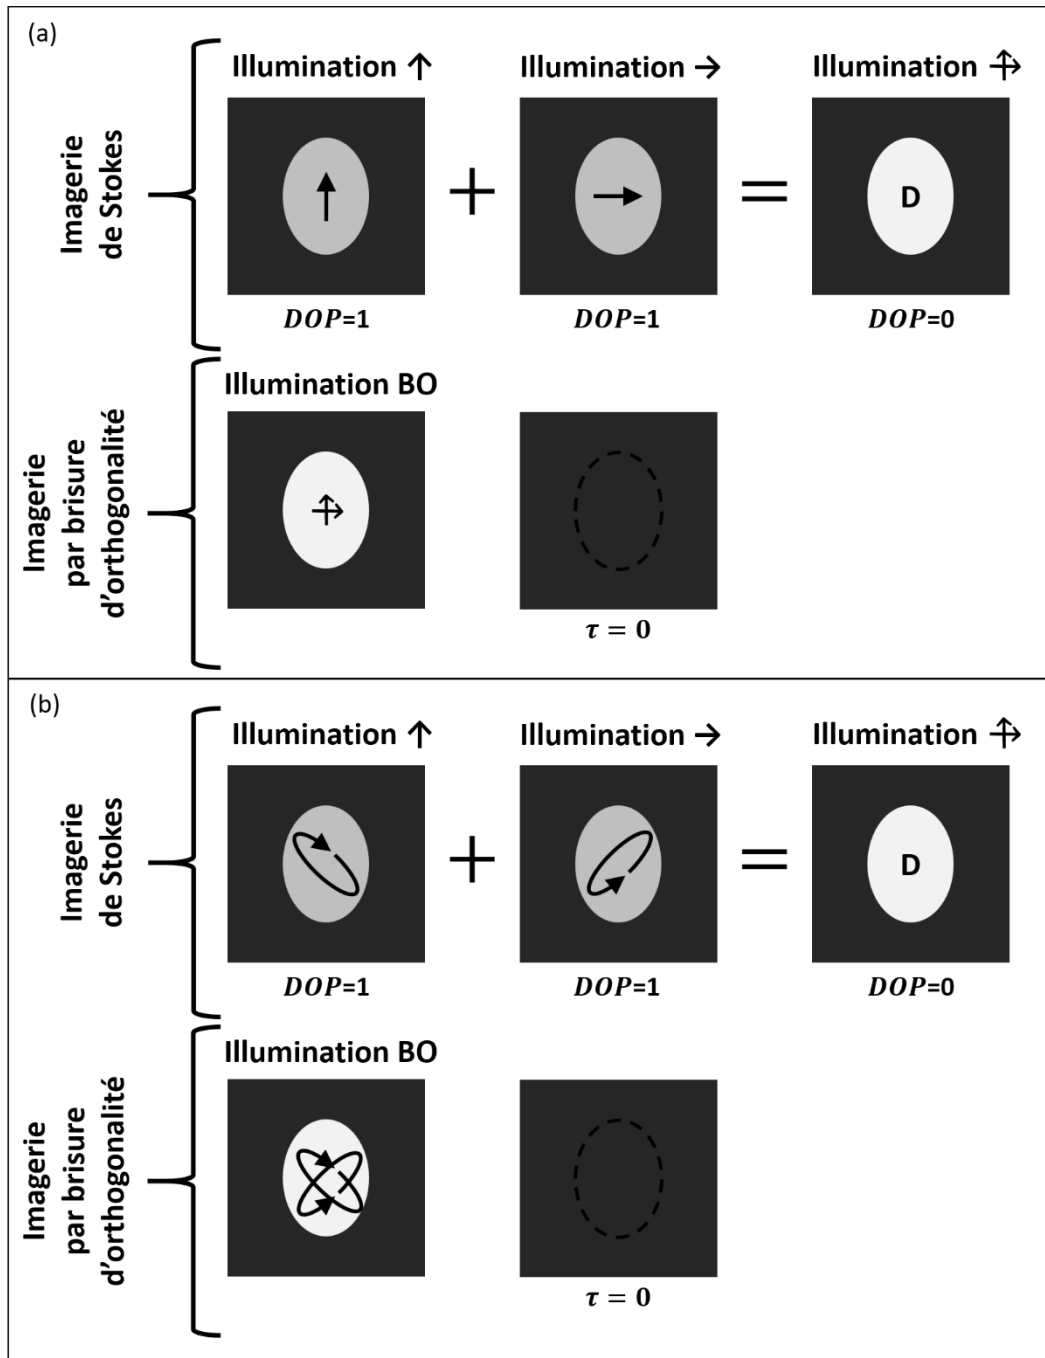 (a)
Imagerie
de Stokes
Illumination ↑
Illumination →
Illumination
+
=
D
DOP=1
DOP=1
DOP=0
Imagerie
par brisure
d'orthogonalité
Illumination BO
τ = 0
(b)
Imagerie
de Stokes
Illumination ↑
Illumination →
Illumination
+
=
D
DOP=1
DOP=1
DOP=0
Imagerie
par brisure
d'orthogonalité
Illumination BO
τ = 0